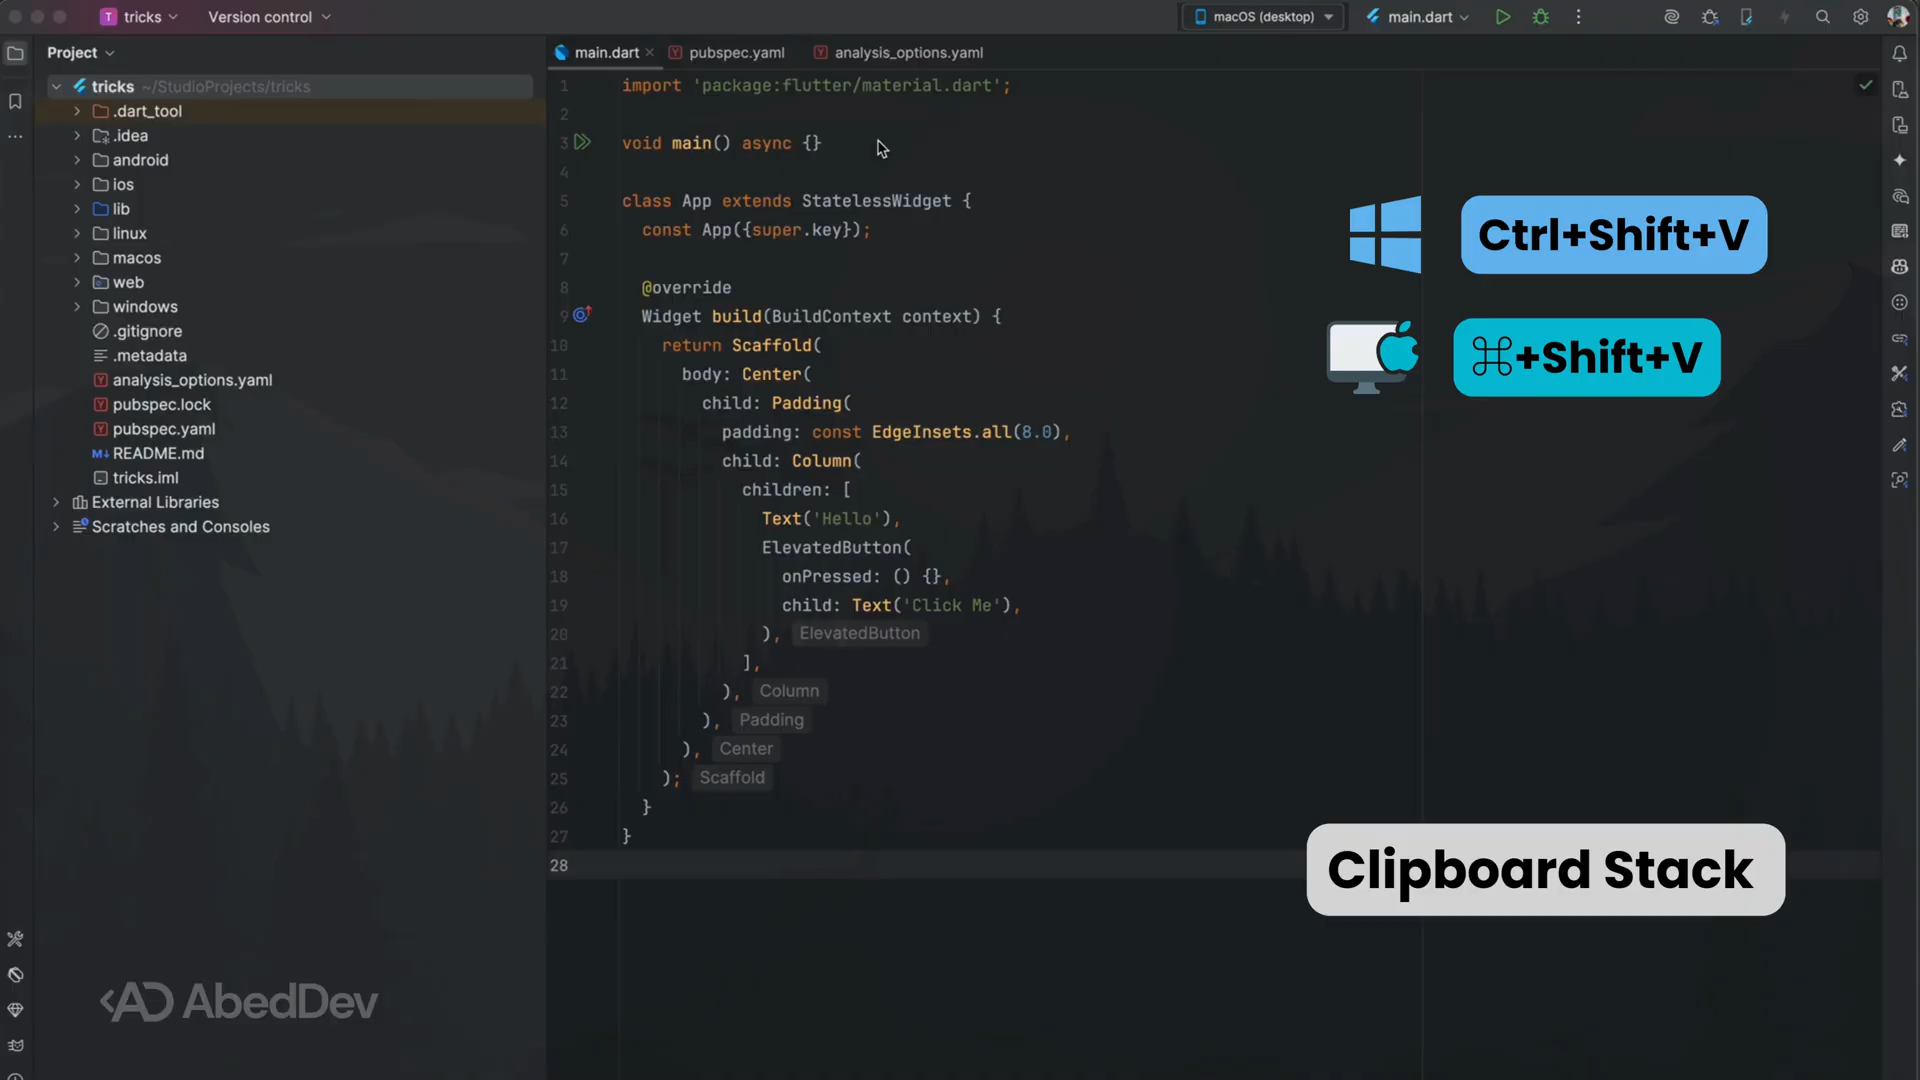 T tricks
Version control
macOS (desktop)
main.dart
Project
main.dart
pubspec.yaml
analysis_options.yaml
tricks ~/StudioProjects/tricks
.dart_tool
.idea
android
ios
lib
linux
macos
web
windows
.gitignore
.metadata
analysis_options.yaml
pubspec.lock
pubspec.yaml
M↓ README.md
tricks.iml
External Libraries
Scratches and Consoles
1 import 'package:flutter/material.dart';
2
3 void main() async {}
4
5 class App extends StatelessWidget {
6 const App({super.key});
7
8 @override
9 Widget build(BuildContext context) {
10 return Scaffold(
11 body: Center(
12 child: Padding(
13 padding: const EdgeInsets.all(8.0),
14 child: Column(
15 children: [
16 Text('Hello'),
17 ElevatedButton(
18 onPressed: () {},
19 child: Text('Click Me'),
20 ), ElevatedButton
21 ],
22 ), Column
23 ), Padding
24 ), Center
25 ); Scaffold
26 }
27 }
28
Ctrl+Shift+V
⌘+Shift+V
Clipboard Stack
<AD AbedDev